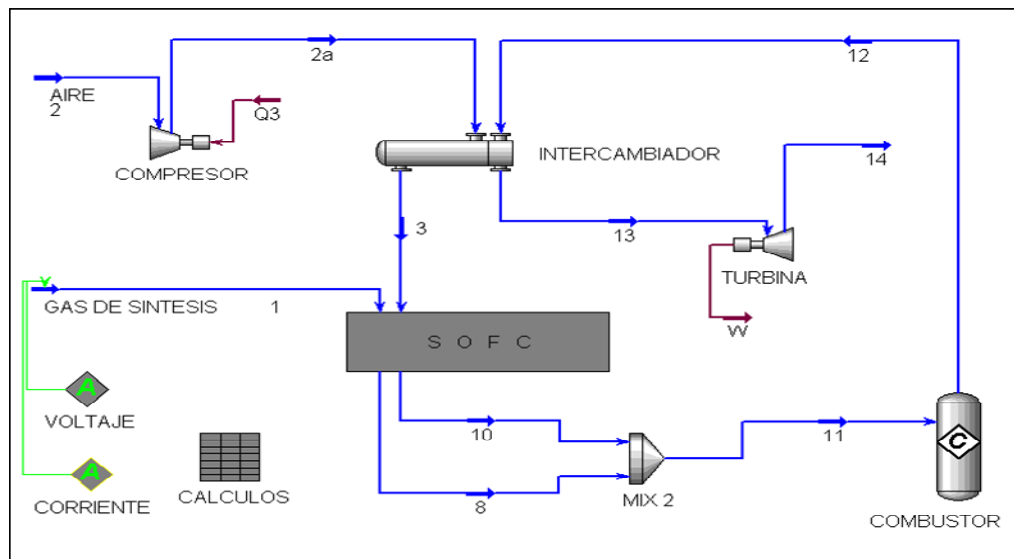 2a
12
AIRE
2
Q3
COMPRESOR
INTERCAMBIADOR
14
3
13
TURBINA
GAS DE SINTESIS
1
W
S O F C
A
VOLTAJE
10
11
C
A
CORRIENTE
CALCULOS
8
MIX 2
COMBUSTOR